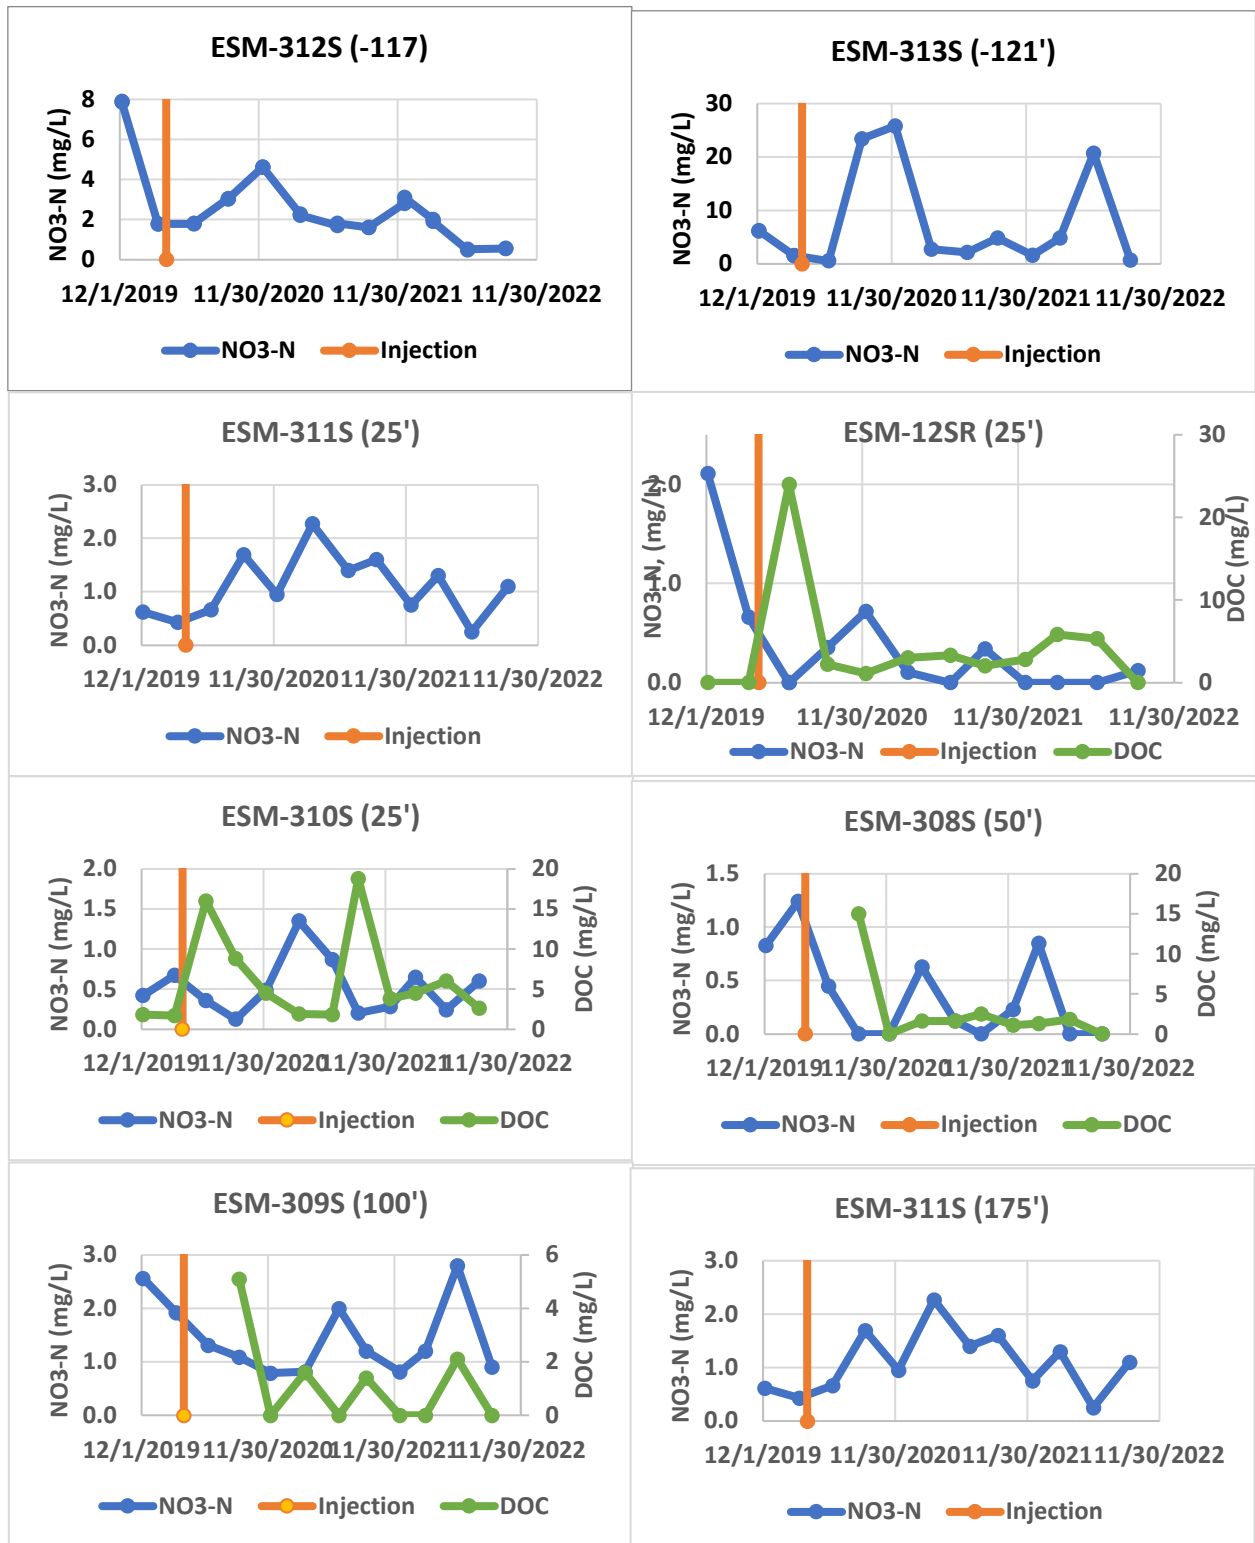 ESM-312S (-117)
NO3-N (mg/L)
8
6
4
2
0
12/1/2019 11/30/2020 11/30/2021 11/30/2022
NO3-N Injection
ESM-313S (-121')
NO3-N (mg/L)
30
20
10
0
12/1/2019 11/30/2020 11/30/2021 11/30/2022
NO3-N Injection
ESM-311S (25')
NO3-N (mg/L)
3.0
2.0
1.0
0.0
12/1/2019 11/30/2020 11/30/2021 11/30/2022
NO3-N Injection
ESM-12SR (25')
NO3-N, (mg/L)
2.0
1.0
0.0
30
20
10
0
DOC (mg/L)
12/1/2019 11/30/2020 11/30/2021 11/30/2022
NO3-N Injection DOC
ESM-310S (25')
NO3-N (mg/L)
2.0
1.5
1.0
0.5
0.0
20
15
10
5
0
DOC (mg/L)
12/1/2019 11/30/2020 11/30/2021 11/30/2022
NO3-N Injection DOC
ESM-308S (50')
NO3-N (mg/L)
1.5
1.0
0.5
0.0
20
15
10
5
0
DOC (mg/L)
12/1/2019 11/30/2020 11/30/2021 11/30/2022
NO3-N Injection DOC
ESM-309S (100')
NO3-N (mg/L)
3.0
2.0
1.0
0.0
6
4
2
0
DOC (mg/L)
12/1/2019 11/30/2020 11/30/2021 11/30/2022
NO3-N Injection DOC
ESM-311S (175')
NO3-N (mg/L)
3.0
2.0
1.0
0.0
12/1/2019 11/30/2020 11/30/2021 11/30/2022
NO3-N Injection